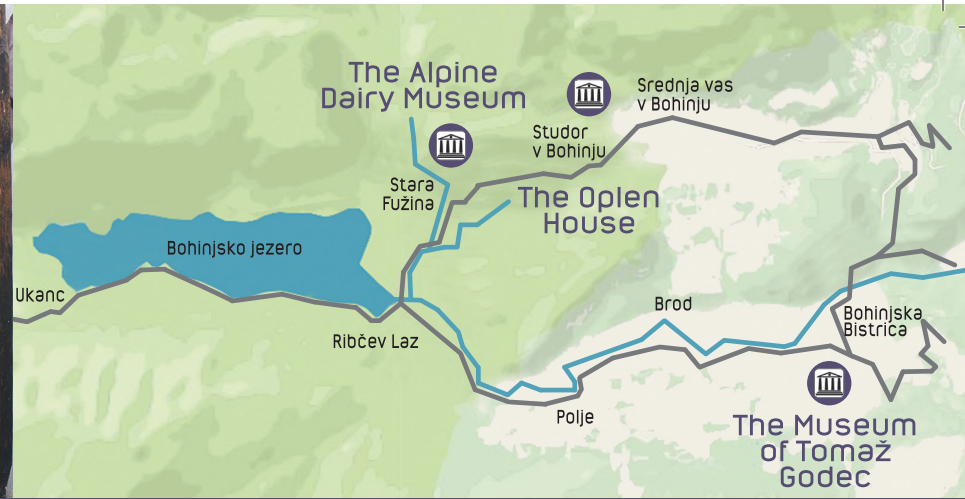 The Alpine
Dairy Museum
Srednja vas
v Bohinju
Studor
v Bohinju
Stara
Fužina
The Oplen
House
Bohinjsko jezero
Ukanc
Ribčev Laz
Brod
Bohinjska
Bistrica
Polje
The Museum
of Tomaž
Godec